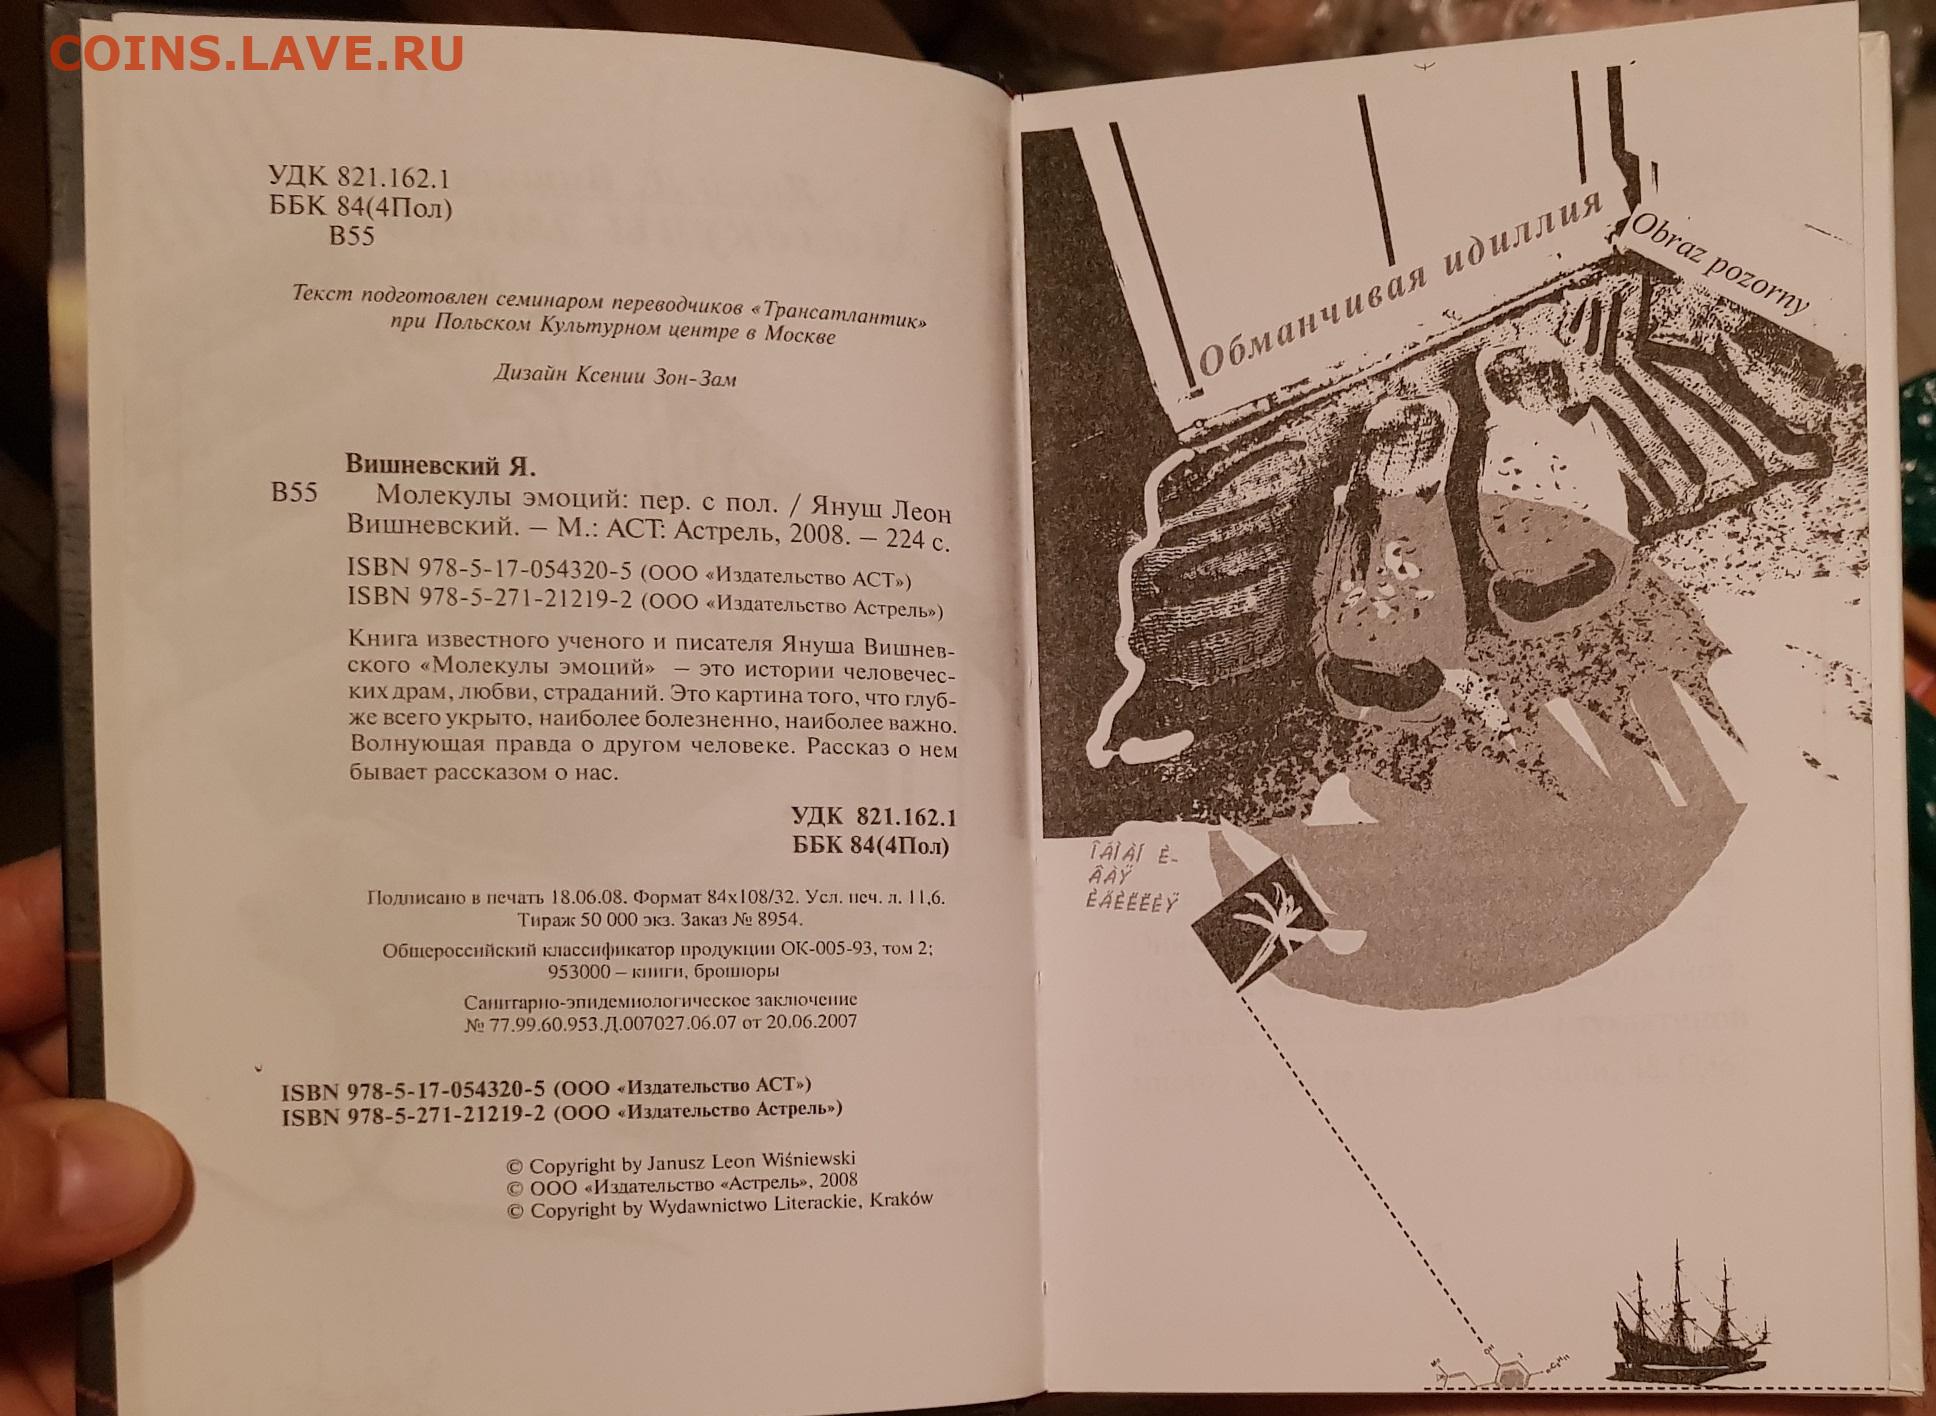 COINS.LAVE.RU
УДК 821.162.1
ББК 84(4Пол)
В55
Текст подготовлен семинаром переводчиков «Трансатлантик»
при Польском Культурном центре в Москве
Дизайн Ксении Зон-Зам
Вишневский Я.
В55 Молекулы эмоций: пер. с пол. / Януш Леон
Вишневский. – М.: АСТ: Астрель, 2008. – 224 с.
ISBN 978-5-17-054320-5 (ООО «Издательство АСТ»)
ISBN 978-5-271-21219-2 (ООО «Издательство Астрель»)
Книга известного ученого и писателя Януша Вишнев-
ского «Молекулы эмоций» – это истории человечес-
ких драм, любви, страданий. Это картина того, что глуб-
же всего укрыто, наиболее болезненно, наиболее важно.
Волнующая правда о другом человеке. Рассказ о нем
бывает рассказом о нас.
УДК 821.162.1
ББК 84(4Пол)
Подписано в печать 18.06.08. Формат 84х108/32. Усл. печ. л. 11,6.
Тираж 50 000 экз. Заказ № 8954.
Общероссийский классификатор продукции ОК-005-93, том 2;
953000 – книги, брошюры
Санитарно-эпидемиологическое заключение
№ 77.99.60.953.Д.007027.06.07 от 20.06.2007
ISBN 978-5-17-054320-5 (ООО «Издательство АСТ»)
ISBN 978-5-271-21219-2 (ООО «Издательство Астрель»)
© Copyright by Janusz Leon Wiśniewski
© ООО «Издательство «Астрель», 2008
© Copyright by Wydawnictwo Literackie, Kraków
Обманчивая идиллия
Obraz pozorny
ÂÀŸ
OH